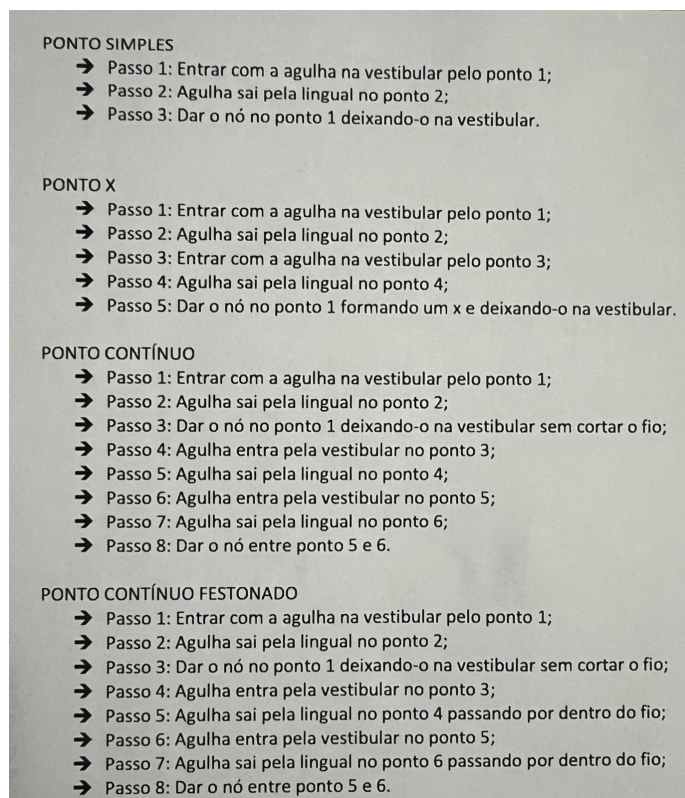 PONTO SIMPLES
➔ Passo 1: Entrar com a agulha na vestibular pelo ponto 1;
➔ Passo 2: Agulha sai pela lingual no ponto 2;
➔ Passo 3: Dar o nó no ponto 1 deixando-o na vestibular.
PONTO X
➔ Passo 1: Entrar com a agulha na vestibular pelo ponto 1;
➔ Passo 2: Agulha sai pela lingual no ponto 2;
➔ Passo 3: Entrar com a agulha na vestibular pelo ponto 3;
➔ Passo 4: Agulha sai pela lingual no ponto 4;
➔ Passo 5: Dar o nó no ponto 1 formando um x e deixando-o na vestibular.
PONTO CONTÍNUO
➔ Passo 1: Entrar com a agulha na vestibular pelo ponto 1;
➔ Passo 2: Agulha sai pela lingual no ponto 2;
➔ Passo 3: Dar o nó no ponto 1 deixando-o na vestibular sem cortar o fio;
➔ Passo 4: Agulha entra pela vestibular no ponto 3;
➔ Passo 5: Agulha sai pela lingual no ponto 4;
➔ Passo 6: Agulha entra pela vestibular no ponto 5;
➔ Passo 7: Agulha sai pela lingual no ponto 6;
➔ Passo 8: Dar o nó entre ponto 5 e 6.
PONTO CONTÍNUO FESTONADO
➔ Passo 1: Entrar com a agulha na vestibular pelo ponto 1;
➔ Passo 2: Agulha sai pela lingual no ponto 2;
➔ Passo 3: Dar o nó no ponto 1 deixando-o na vestibular sem cortar o fio;
➔ Passo 4: Agulha entra pela vestibular no ponto 3;
➔ Passo 5: Agulha sai pela lingual no ponto 4 passando por dentro do fio;
➔ Passo 6: Agulha entra pela vestibular no ponto 5;
➔ Passo 7: Agulha sai pela lingual no ponto 6 passando por dentro do fio;
➔ Passo 8: Dar o nó entre ponto 5 e 6.